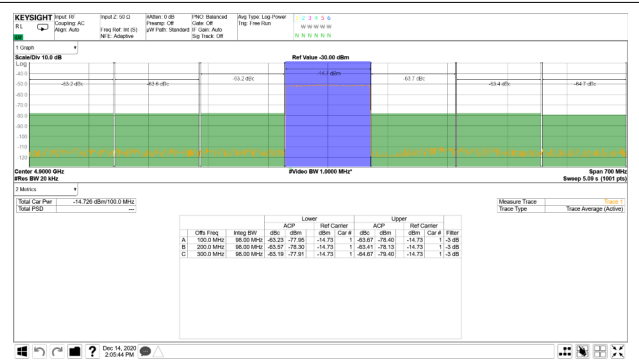 KEYSIGHT Input: RF Input Z: 50 Ω #Atten: 0 dB PNO: Balanced Avg Type: Log Power 1 2 3 4 5 6
RL Coupling: AC Preamp: Off Gate: Off Trig: Free Run W W W W W
Align: Auto Freq Ref: Int (S) µW Path: Standard IF Gain: Auto
NFE: Adaptive Sig Track: Off N N N N N N
1 Graph
Scale/Div 10.0 dB Ref Value -30.00 dBm
Log
-40.0
-50.0
-60.0
-70.0
-80.0
-90.0
-100
-110
-120
-63.2 dBc -63.6 dBc -63.2 dBc -14.7 dBm -63.7 dBc -63.4 dBc -64.7 dBc
Center 4.9000 GHz #Video BW 1.0000 MHz* Span 700 MHz
#Res BW 20 kHz Sweep 5.09 s (1001 pts)
2 Metrics
Total Car Pwr -14.726 dBm/100.0 MHz Measure Trace Trace 1
Total PSD --- Trace Type Trace Average (Active)
Lower Upper
ACP Ref Carrier ACP Ref Carrier
Offs Freq Integ BW dBc dBm dBm Car # dBc dBm dBm Car # Filter
A 100.0 MHz 98.00 MHz -63.23 -77.95 -14.73 1 -63.67 -78.40 -14.73 1 -3 dB
B 200.0 MHz 98.00 MHz -63.57 -78.30 -14.73 1 -63.41 -78.13 -14.73 1 -3 dB
C 300.0 MHz 98.00 MHz -63.19 -77.91 -14.73 1 -64.67 -79.40 -14.73 1 -3 dB
? Dec 14, 2020
2:05:44 PM